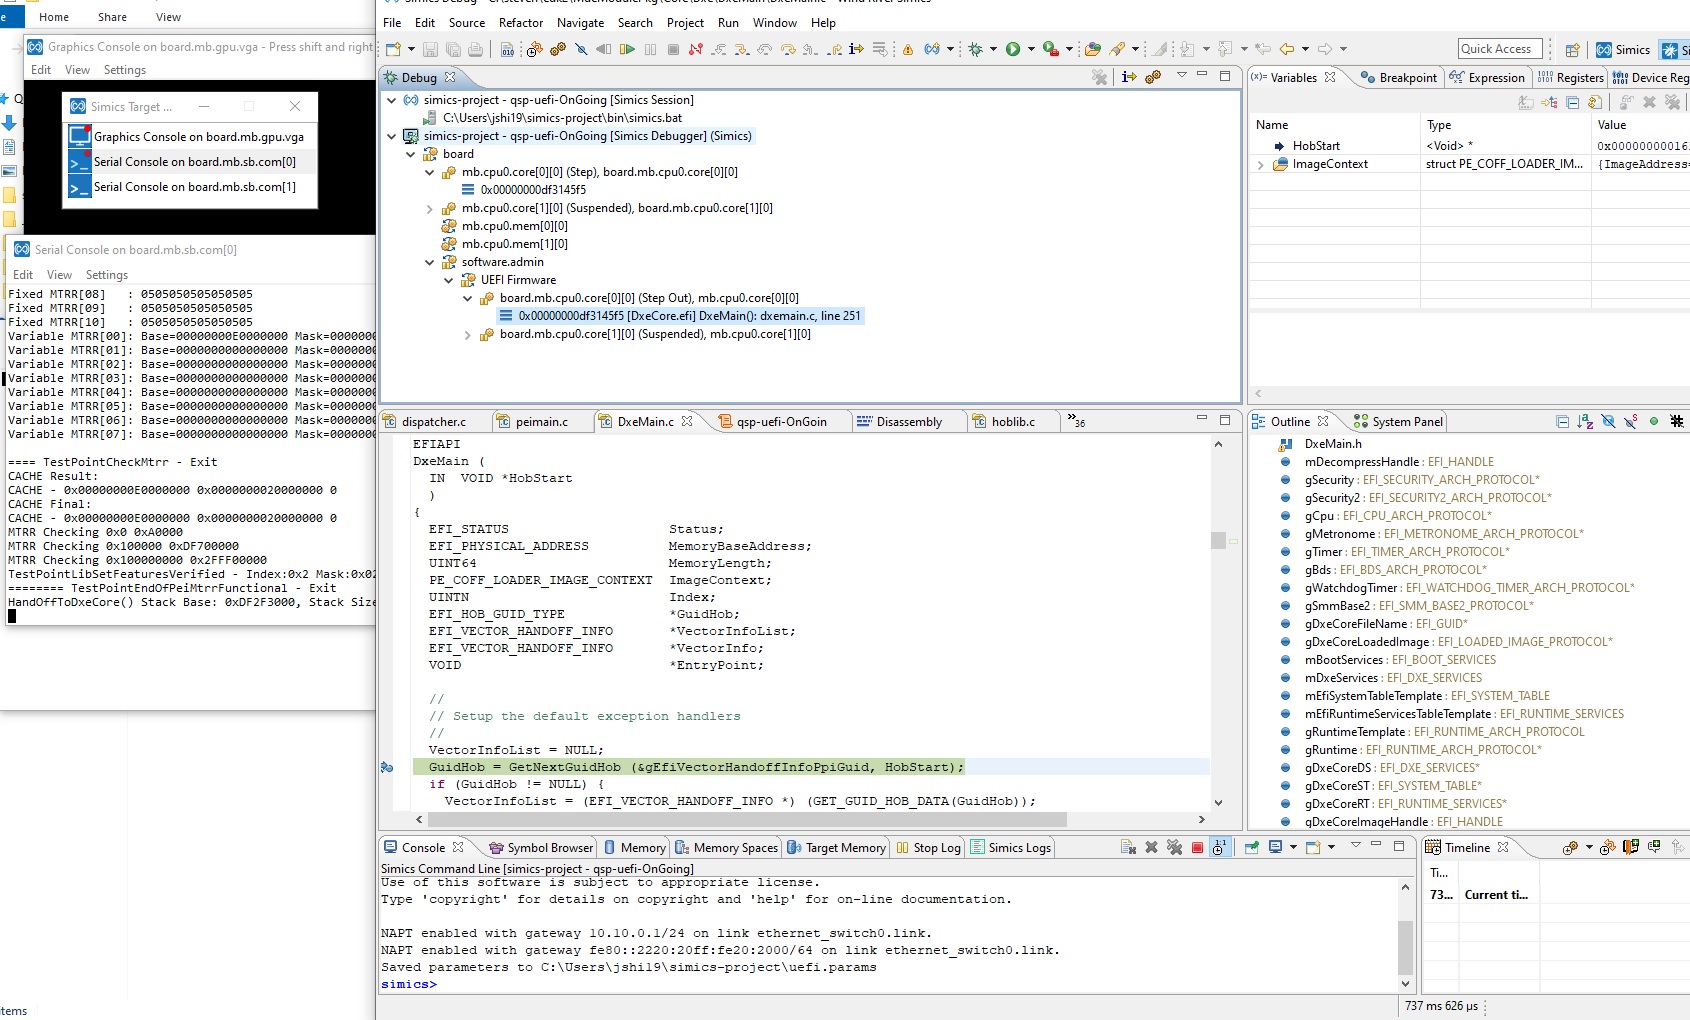 Home Share View
Graphics Console on board.mb.gpu.vga - Press shift and right
Edit View Settings
Simics Target ...
Graphics Console on board.mb.gpu.vga
Serial Console on board.mb.sb.com[0]
Serial Console on board.mb.sb.com[1]
Serial Console on board.mb.sb.com[0]
Edit View Settings
Fixed MTRR[08] : 0505050505050505
Fixed MTRR[09] : 0505050505050505
Fixed MTRR[10] : 0505050505050505
Variable MTRR[00]: Base=00000000E0000000 Mask=0000000
Variable MTRR[01]: Base=0000000000000000 Mask=0000000
Variable MTRR[02]: Base=0000000000000000 Mask=0000000
Variable MTRR[03]: Base=0000000000000000 Mask=0000000
Variable MTRR[04]: Base=0000000000000000 Mask=0000000
Variable MTRR[05]: Base=0000000000000000 Mask=0000000
Variable MTRR[06]: Base=0000000000000000 Mask=0000000
Variable MTRR[07]: Base=0000000000000000 Mask=0000000
==== TestPointCheckMtrr - Exit
CACHE Result:
CACHE - 0x00000000E0000000 0x0000000020000000 0
CACHE Final:
CACHE - 0x00000000E0000000 0x0000000020000000 0
MTRR Checking 0x0 0xA0000
MTRR Checking 0x100000 0xDF700000
MTRR Checking 0x100000000 0x2FFF00000
TestPointLibSetFeaturesVerified - Index:0x2 Mask:0x02
======== TestPointEndOfPeiMtrrFunctional - Exit
HandOffToDxeCore() Stack Base: 0xDF2F3000, Stack Size
items
File Edit Source Refactor Navigate Search Project Run Window Help
Quick Access
Simics
Debug
simics-project - qsp-uefi-OnGoing [Simics Session]
C:\Users\jshi19\simics-project\bin\simics.bat
simics-project - qsp-uefi-OnGoing [Simics Debugger] (Simics)
board
mb.cpu0.core[0][0] (Step), board.mb.cpu0.core[0][0]
0x00000000df3145f5
mb.cpu0.core[1][0] (Suspended), board.mb.cpu0.core[1][0]
mb.cpu0.mem[0][0]
mb.cpu0.mem[1][0]
software.admin
UEFI Firmware
board.mb.cpu0.core[0][0] (Step Out), mb.cpu0.core[0][0]
0x00000000df3145f5 [DxeCore.efi] DxeMain(): dxemain.c, line 251
board.mb.cpu0.core[1][0] (Suspended), mb.cpu0.core[1][0]
(x)= Variables Breakpoint Expression Registers Device Reg
Name Type Value
HobStart <Void> * 0x00000000016
ImageContext struct PE_COFF_LOADER_IM... {ImageAddress=
dispatcher.c peimain.c DxeMain.c qsp-uefi-OnGoin Disassembly hoblib.c »36
EFIAPI
DxeMain (
IN VOID *HobStart
)
{
EFI_STATUS Status;
EFI_PHYSICAL_ADDRESS MemoryBaseAddress;
UINT64 MemoryLength;
PE_COFF_LOADER_IMAGE_CONTEXT ImageContext;
UINTN Index;
EFI_HOB_GUID_TYPE *GuidHob;
EFI_VECTOR_HANDOFF_INFO *VectorInfoList;
EFI_VECTOR_HANDOFF_INFO *VectorInfo;
VOID *EntryPoint;
//
// Setup the default exception handlers
//
VectorInfoList = NULL;
GuidHob = GetNextGuidHob (&gEfiVectorHandoffInfoPpiGuid, HobStart);
if (GuidHob != NULL) {
VectorInfoList = (EFI_VECTOR_HANDOFF_INFO *) (GET_GUID_HOB_DATA(GuidHob));
Outline System Panel
DxeMain.h
mDecompressHandle : EFI_HANDLE
gSecurity : EFI_SECURITY_ARCH_PROTOCOL*
gSecurity2 : EFI_SECURITY2_ARCH_PROTOCOL*
gCpu : EFI_CPU_ARCH_PROTOCOL*
gMetronome : EFI_METRONOME_ARCH_PROTOCOL*
gTimer : EFI_TIMER_ARCH_PROTOCOL*
gBds : EFI_BDS_ARCH_PROTOCOL*
gWatchdogTimer : EFI_WATCHDOG_TIMER_ARCH_PROTOCOL*
gSmmBase2 : EFI_SMM_BASE2_PROTOCOL*
gDxeCoreFileName : EFI_GUID*
gDxeCoreLoadedImage : EFI_LOADED_IMAGE_PROTOCOL*
mBootServices : EFI_BOOT_SERVICES
mDxeServices : EFI_DXE_SERVICES
mEfiSystemTableTemplate : EFI_SYSTEM_TABLE
mEfiRuntimeServicesTableTemplate : EFI_RUNTIME_SERVICES
gRuntimeTemplate : EFI_RUNTIME_ARCH_PROTOCOL
gRuntime : EFI_RUNTIME_ARCH_PROTOCOL*
gDxeCoreDS : EFI_DXE_SERVICES*
gDxeCoreST : EFI_SYSTEM_TABLE*
gDxeCoreRT : EFI_RUNTIME_SERVICES*
gDxeCoreImageHandle : EFI_HANDLE
Console Symbol Browser Memory Memory Spaces Target Memory Stop Log Simics Logs
Simics Command Line [simics-project - qsp-uefi-OnGoing]
Use of this software is subject to appropriate license.
Type 'copyright' for details on copyright and 'help' for on-line documentation.
NAPT enabled with gateway 10.10.0.1/24 on link ethernet_switch0.link.
NAPT enabled with gateway fe80::2220:20ff:fe20:2000/64 on link ethernet_switch0.link.
Saved parameters to C:\Users\jshi19\simics-project\uefi.params
simics>
Timeline
Ti...
73... Current ti...
737 ms 626 µs